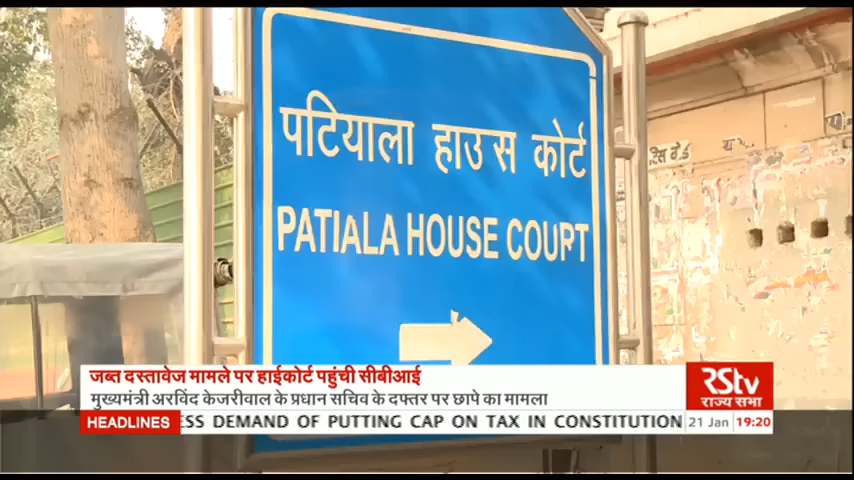 पटियाला हाउस कोर्ट
PATIALA HOUSE COURT
जब्त दस्तावेज मामले पर हाईकोर्ट पहुंची सीबीआई
मुख्यमंत्री अरविंद केजरीवाल के प्रधान सचिव के दफ्तर पर छापे का मामला
RStv
राज्य सभा
HEADLINES
SS DEMAND OF PUTTING CAP ON TAX IN CONSTITUTION
21 Jan 19:20